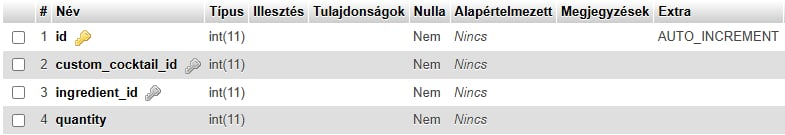 # Név Típus Illesztés Tulajdonságok Nulla Alapértelmezett Megjegyzések Extra
1 id int(11) Nem Nincs AUTO_INCREMENT
2 custom_cocktail_id int(11) Nem Nincs
3 ingredient_id int(11) Nem Nincs
4 quantity int(11) Nem Nincs